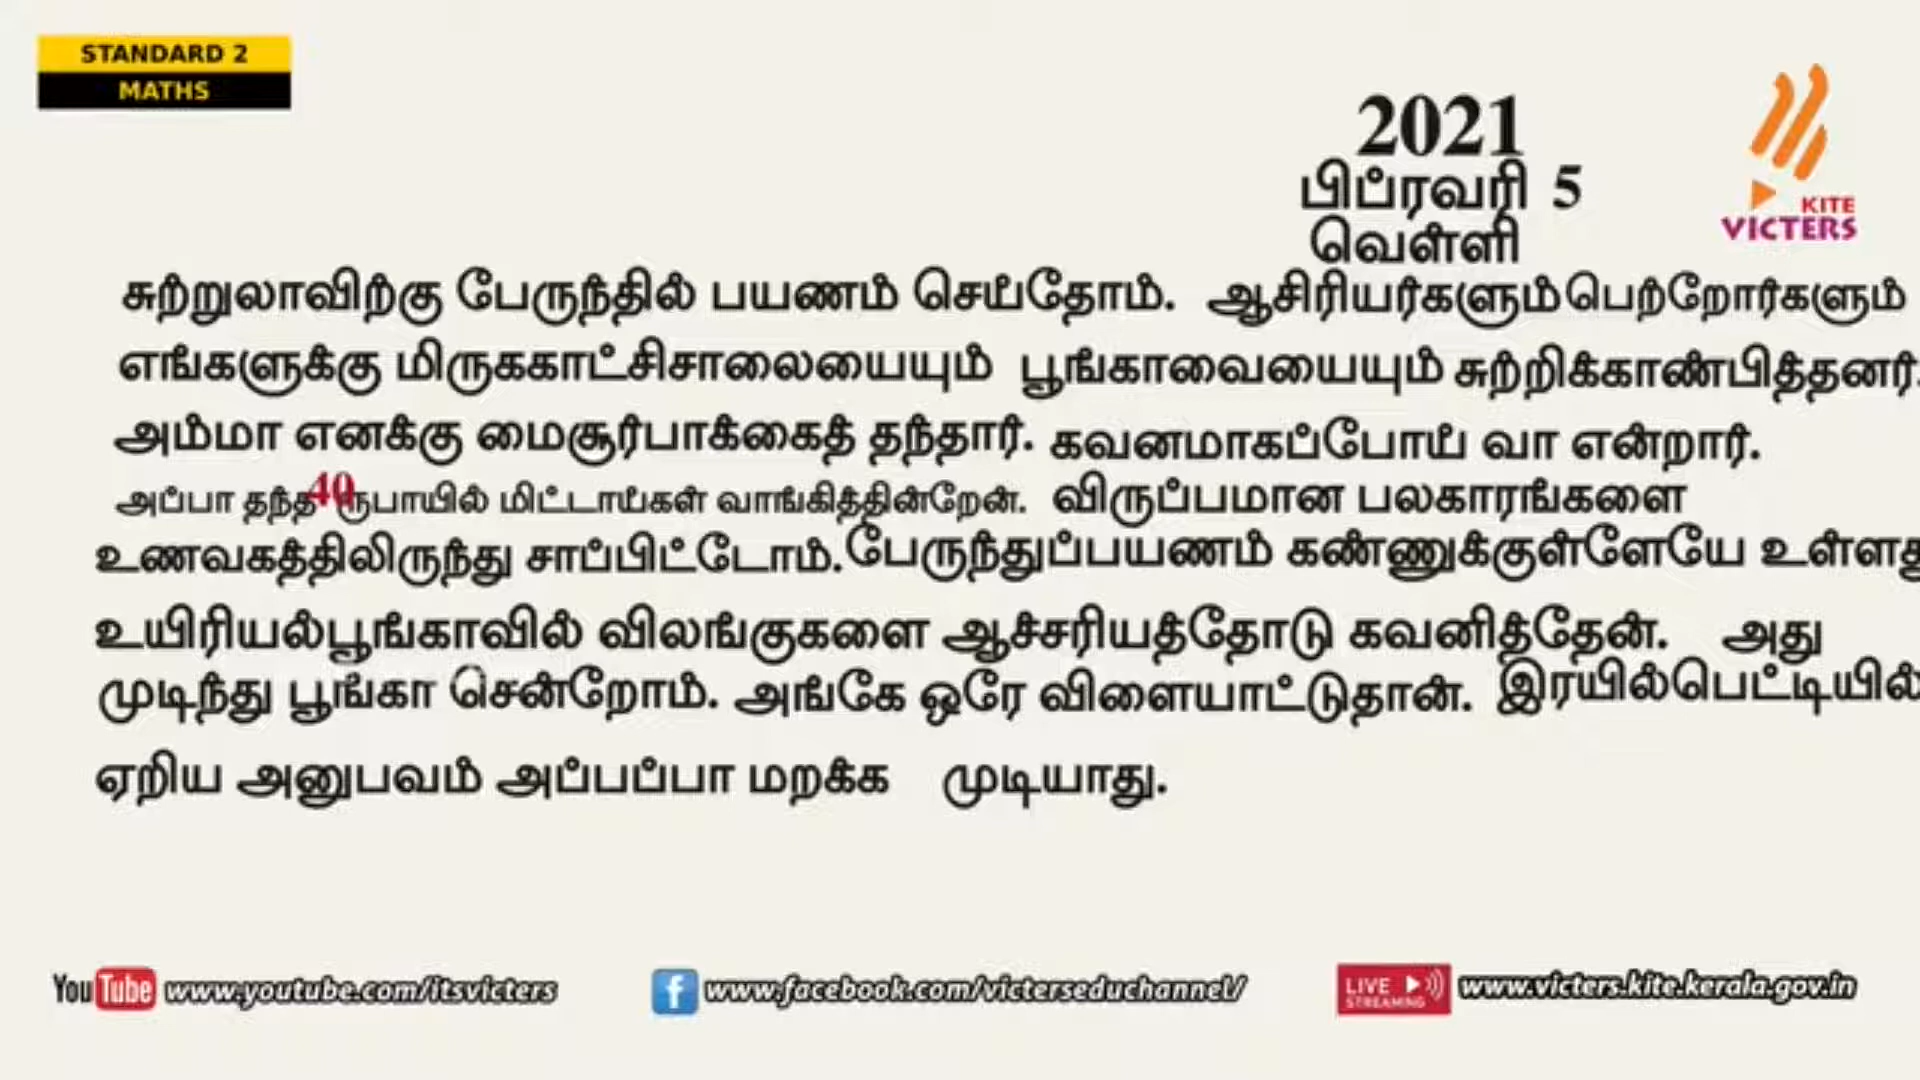 STANDARD 2
MATHS
2021
பிப்ரவரி 5
வெள்ளி
KITE
VICTERS
சுற்றுலாவிற்கு பேருந்தில் பயணம் செய்தோம். ஆசிரியர்களும் பெற்றோர்களும்
எங்களுக்கு மிருககாட்சிசாலையையும் பூங்காவையையும் சுற்றிக்காண்பித்தனர்.
அம்மா எனக்கு மைசூர்பாக்கைத் தந்தார். கவனமாகப்போய் வா என்றார்.
அப்பா தந்த 40 ரூபாயில் மிட்டாய்கள் வாங்கித்தின்றேன். விருப்பமான பலகாரங்களை
உணவகத்திலிருந்து சாப்பிட்டோம். பேருந்துப்பயணம் கண்ணுக்குள்ளேயே உள்ளது
உயிரியல்பூங்காவில் விலங்குகளை ஆச்சரியத்தோடு கவனித்தேன். அது
முடிந்து பூங்கா சென்றோம். அங்கே ஒரே விளையாட்டுதான். இரயில்பெட்டியில்
ஏறிய அனுபவம் அப்பப்பா மறக்க முடியாது.
YouTube www.youtube.com/itsvicters
f www.facebook.com/victerseduchannel/
LIVE STREAMING www.victers.kite.kerala.gov.in